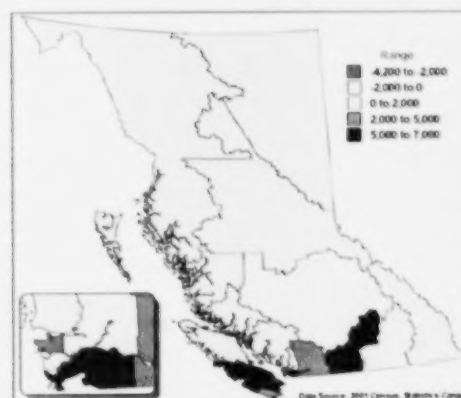 Range
-4,200 to -2,000
-2,000 to 0
0 to 2,000
2,000 to 5,000
5,000 to 7,000
Data Source: 2001 Census, Statistics Canada